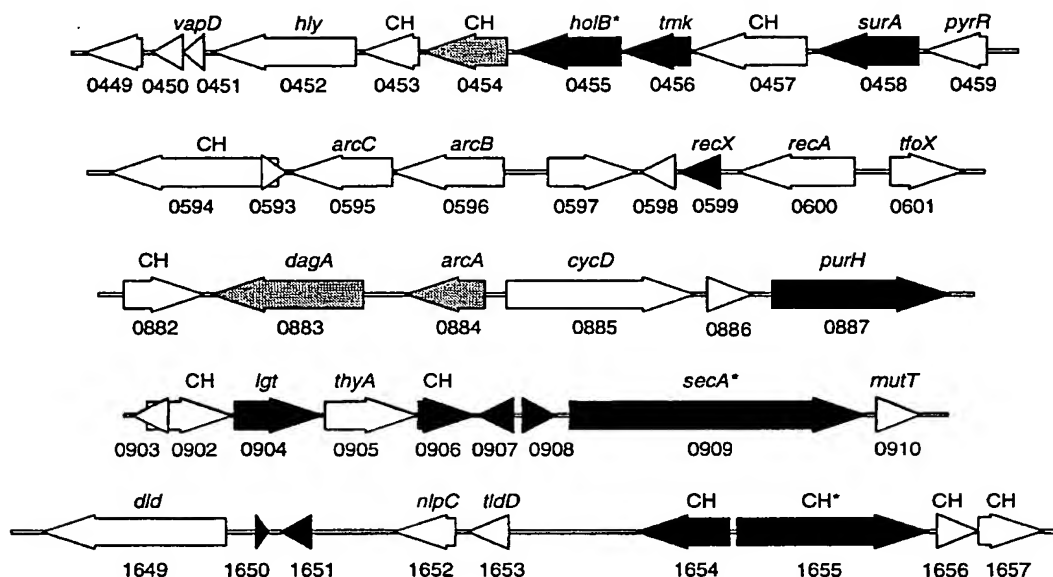 vapD hly CH CH holB* tmk CH surA pyrR
0449 0450 0451 0452 0453 0454 0455 0456 0457 0458 0459
CH arcC arcB recX recA tfoX
0594 0593 0595 0596 0597 0598 0599 0600 0601
CH dagA arcA cycD purH
0882 0883 0884 0885 0886 0887
CH lgt thyA CH secA* mutT
0903 0902 0904 0905 0906 0907 0908 0909 0910
dld nlpC tldD CH CH* CH CH
1649 1650 1651 1652 1653 1654 1655 1656 1657